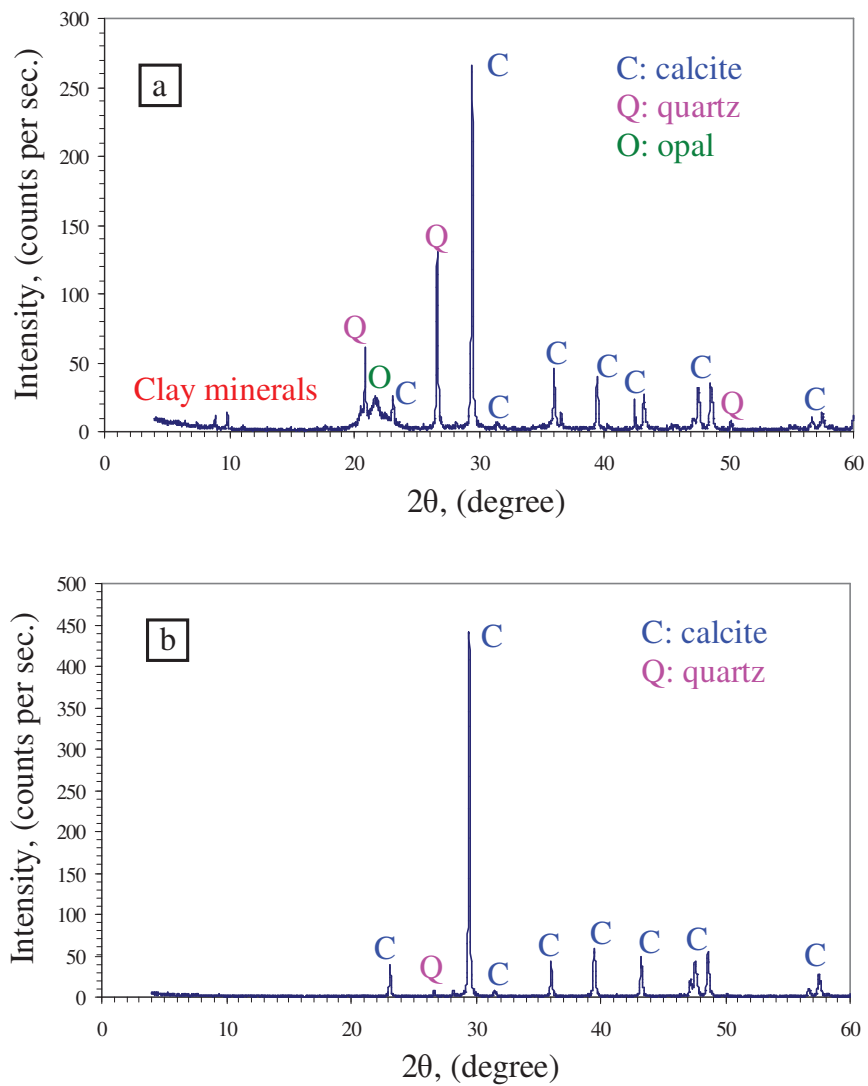 300
250
200
150
100
50
0
Intensity, (counts per sec.)
a
C: calcite
Q: quartz
O: opal
Clay minerals
Q
O
C
Q
C
C
C
C
C
C
Q
C
0 10 20 30 40 50 60
2θ, (degree)
500
450
400
350
300
250
200
150
100
50
0
Intensity, (counts per sec.)
b
C: calcite
Q: quartz
C
Q
C
C
C
C
C
C
C
0 10 20 30 40 50 60
2θ, (degree)